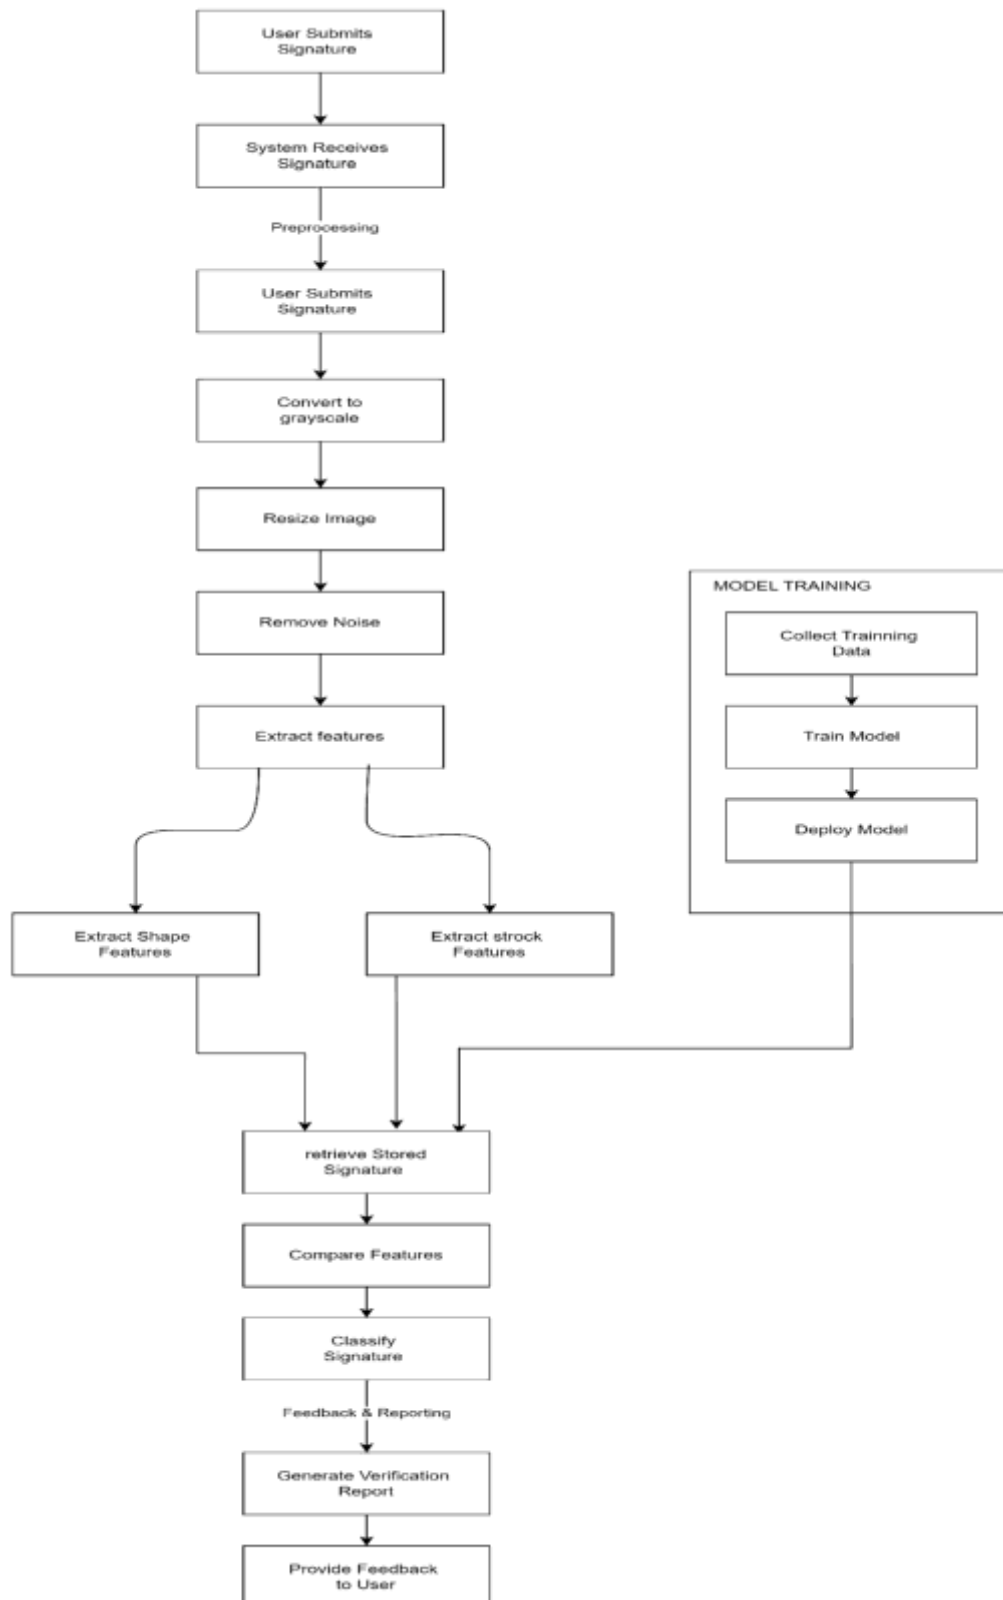 User Submits
Signature
System Receives
Signature
Preprocessing
User Submits
Signature
Convert to
grayscale
Resize Image
Remove Noise
Extract features
MODEL TRAINING
Collect Trainning
Data
Train Model
Deploy Model
Extract Shape
Features
Extract strock
Features
retrieve Stored
Signature
Compare Features
Classify
Signature
Feedback & Reporting
Generate Verification
Report
Provide Feedback
to User